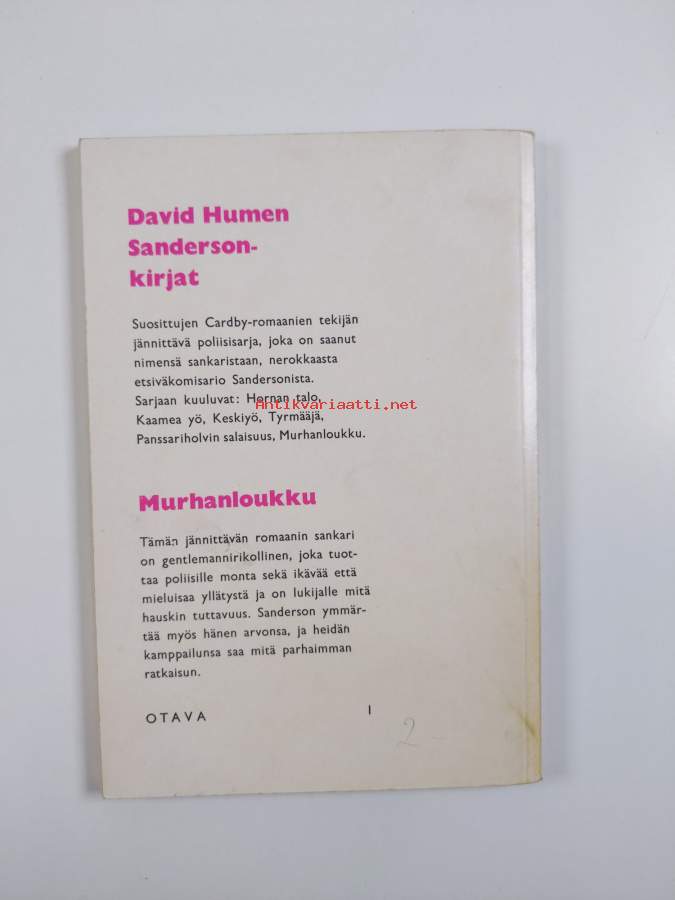 David Humen
Sanderson-
kirjat
Suosittujen Cardby-romaanien tekijän
jännittävä poliisisarja, joka on saanut
nimensä sankaristaan, nerokkaasta
etsiväkomisario Sandersonista.
Sarjaan kuuluvat: Hornan talo,
Antikvariaatti.net
Kaamea yö, Keskiyö, Tyrmääjä,
Panssariholvin salaisuus, Murhanloukku.
Murhanloukku
Tämän jännittävän romaanin sankari
on gentlemannirikollinen, joka tuot-
taa poliisille monta sekä ikävää että
mieluisaa yllätystä ja on lukijalle mitä
hauskin tuttavuus. Sanderson ymmär-
tää myös hänen arvonsa, ja heidän
kamppailunsa saa mitä parhaimman
ratkaisun.
OTAVA
I
2